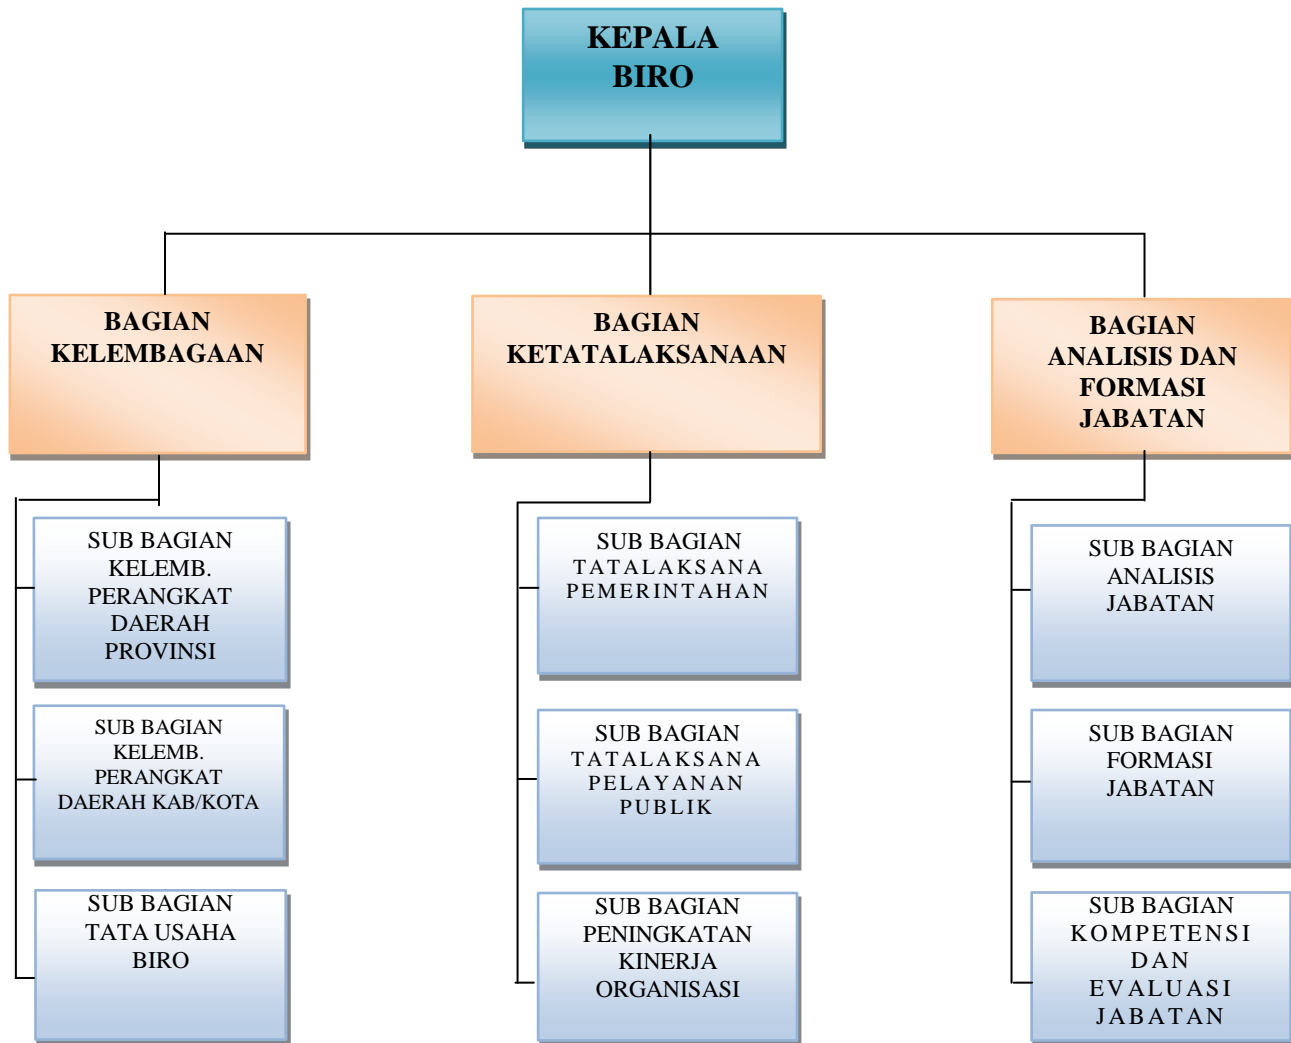 KEPALA
BIRO
BAGIAN
KELEMBAGAAN
BAGIAN
KETATALAKSANAAN
BAGIAN
ANALISIS DAN
FORMASI
JABATAN
SUB BAGIAN
KELEMB.
PERANGKAT
DAERAH
PROVINSI
SUB BAGIAN
KELEMB.
PERANGKAT
DAERAH KAB/KOTA
SUB BAGIAN
TATA USAHA
BIRO
SUB BAGIAN
TATALAKSANA
PEMERINTAHAN
SUB BAGIAN
TATALAKSANA
PELAYANAN
PUBLIK
SUB BAGIAN
PENINGKATAN
KINERJA
ORGANISASI
SUB BAGIAN
ANALISIS
JABATAN
SUB BAGIAN
FORMASI
JABATAN
SUB BAGIAN
KOMPETENSI
DAN
EVALUASI
JABATAN